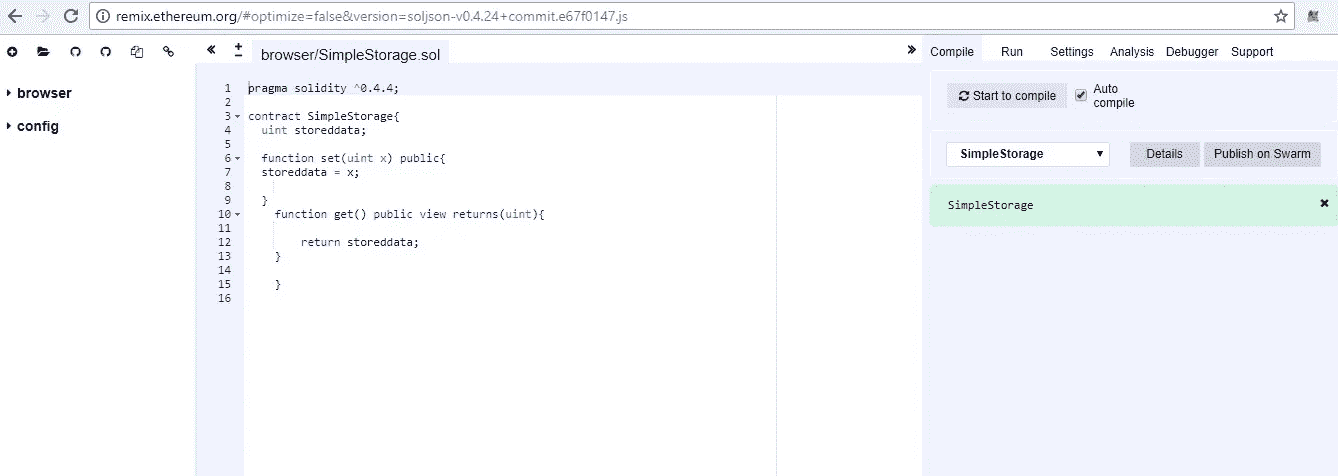 remix.ethereum.org/#optimize=false&version=soljson-v0.4.24+commit.e67f0147.js
browser/SimpleStorage.sol
Compile Run Settings Analysis Debugger Support
browser
config
1 pragma solidity ^0.4.4;
2
3 contract SimpleStorage{
4 uint storeddata;
5
6 function set(uint x) public{
7 storeddata = x;
8
9 }
10 function get() public view returns(uint){
11
12 return storeddata;
13 }
14
15 }
16
Start to compile
Auto
compile
SimpleStorage
Details
Publish on Swarm
SimpleStorage